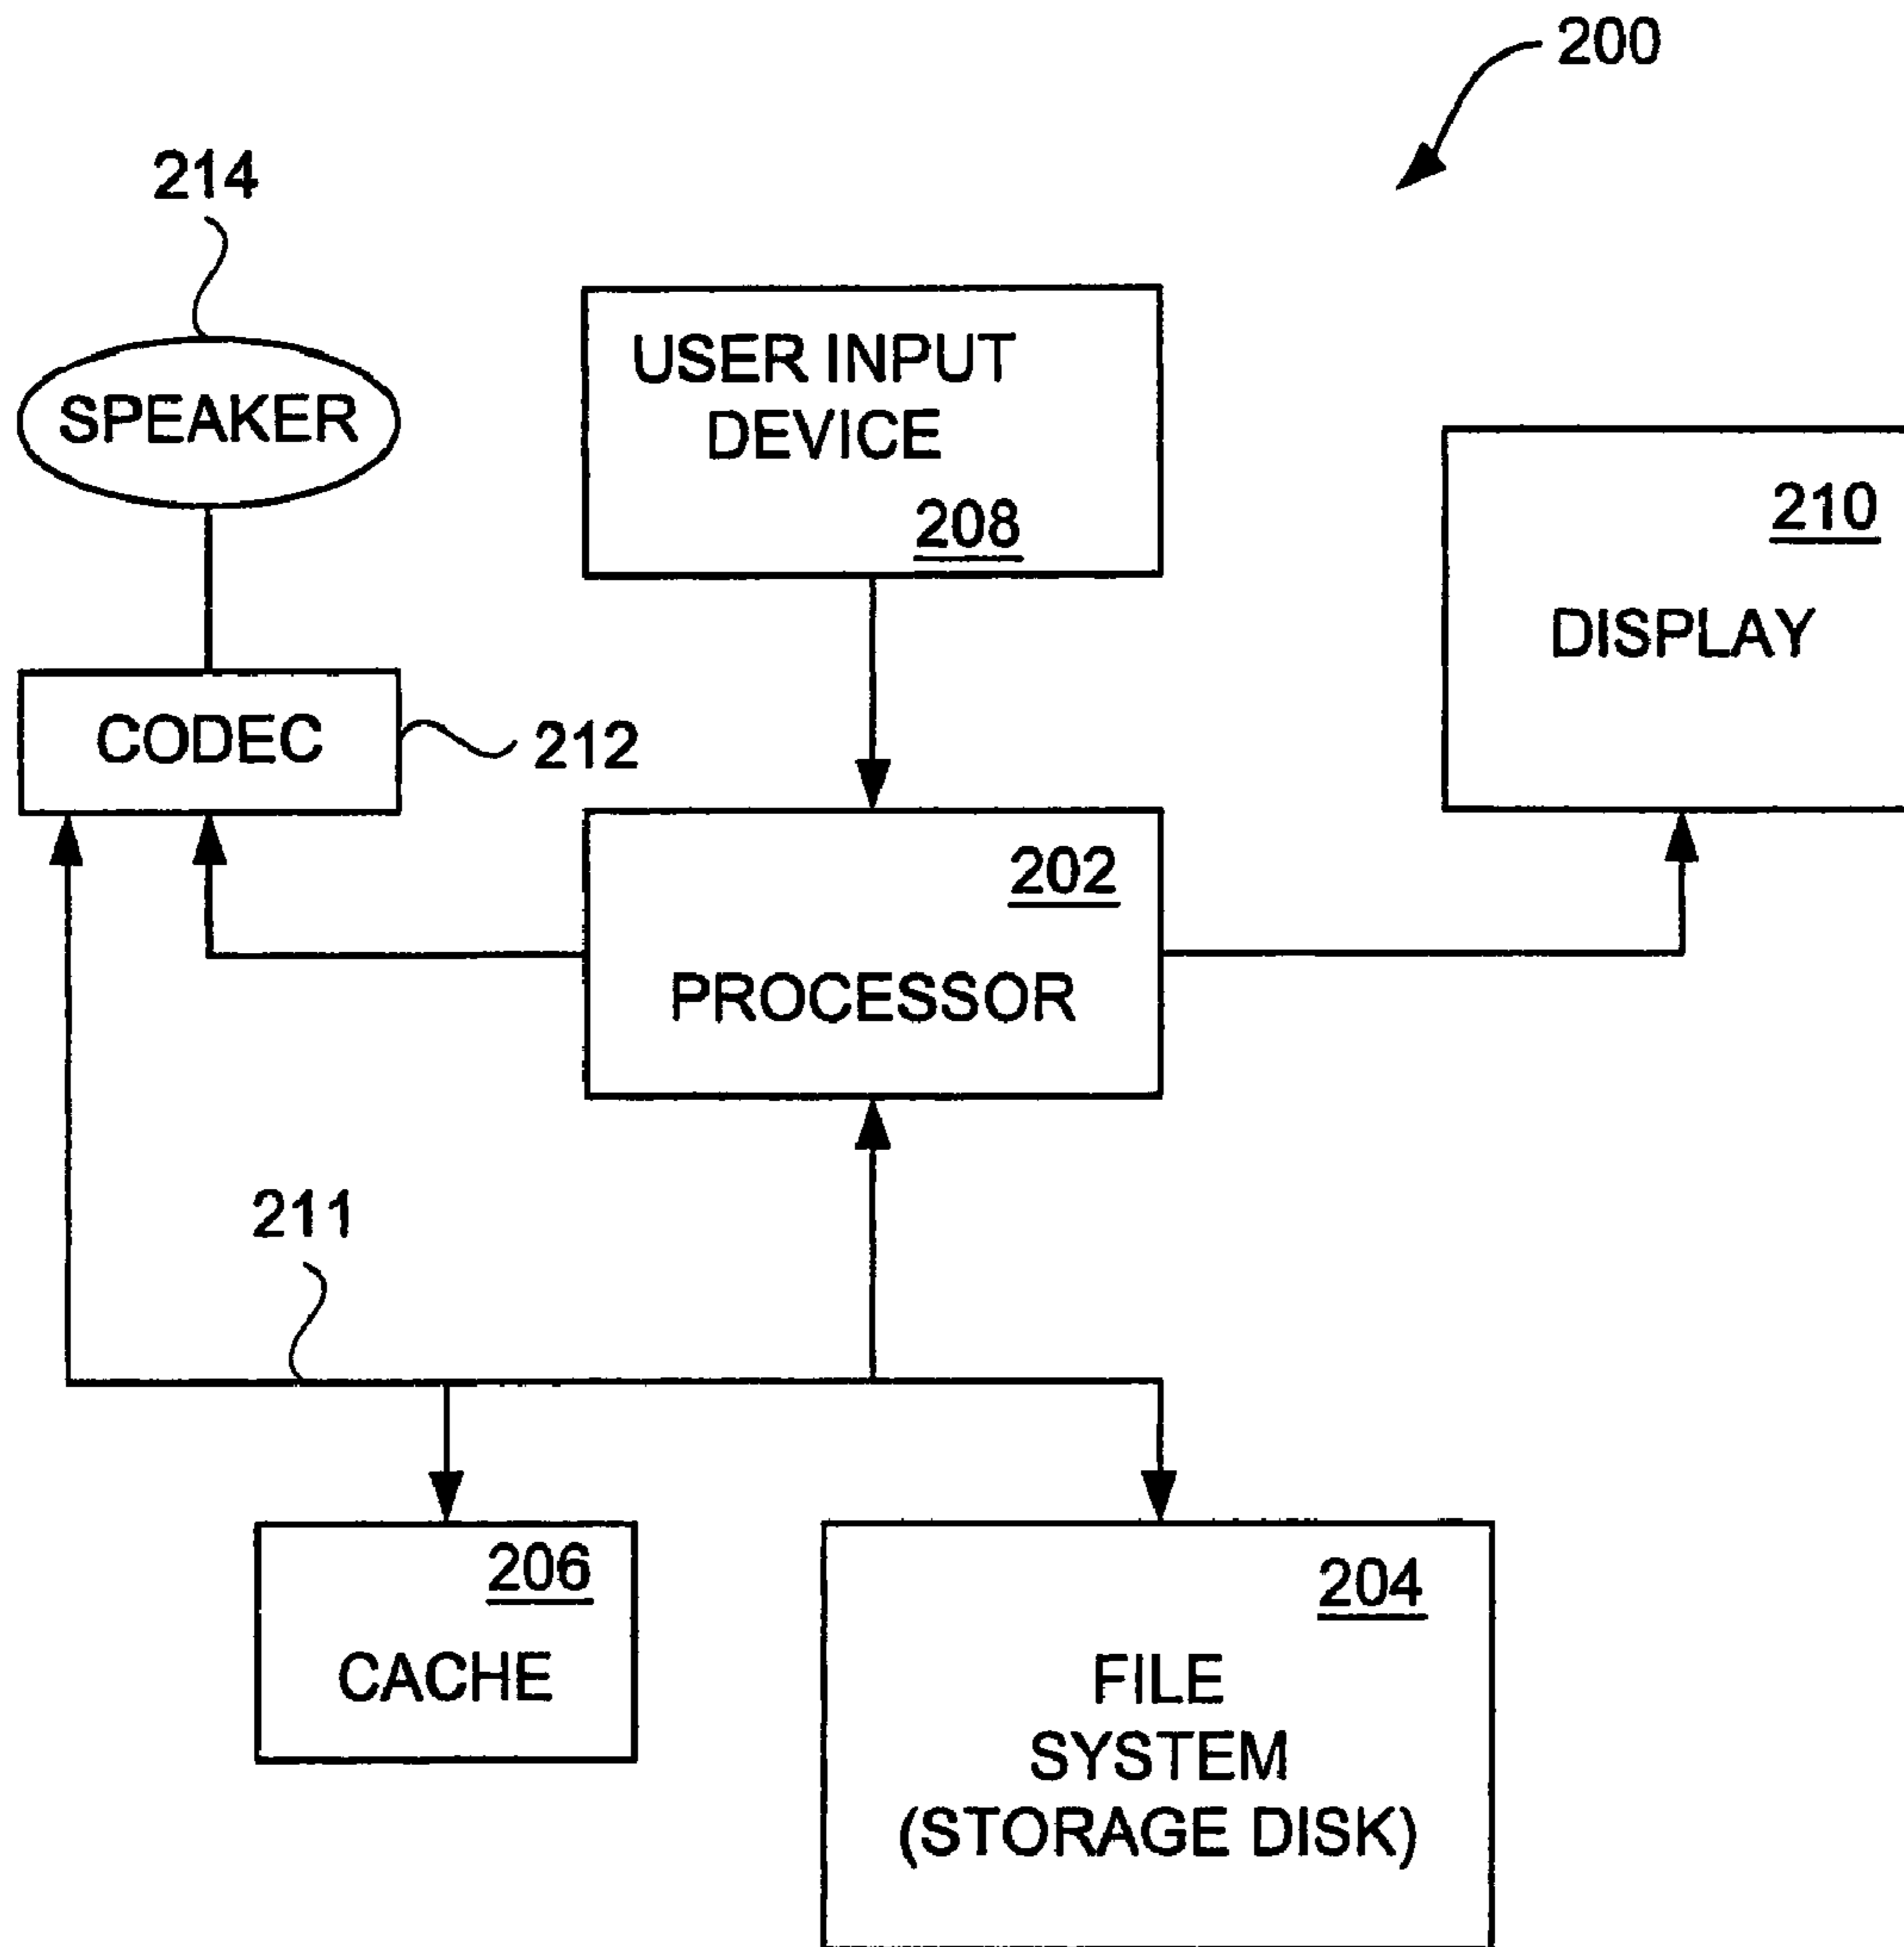 200
214
SPEAKER
USER INPUT
DEVICE
208
210
DISPLAY
CODEC
212
202
PROCESSOR
211
206
CACHE
204
FILE
SYSTEM
(STORAGE DISK)